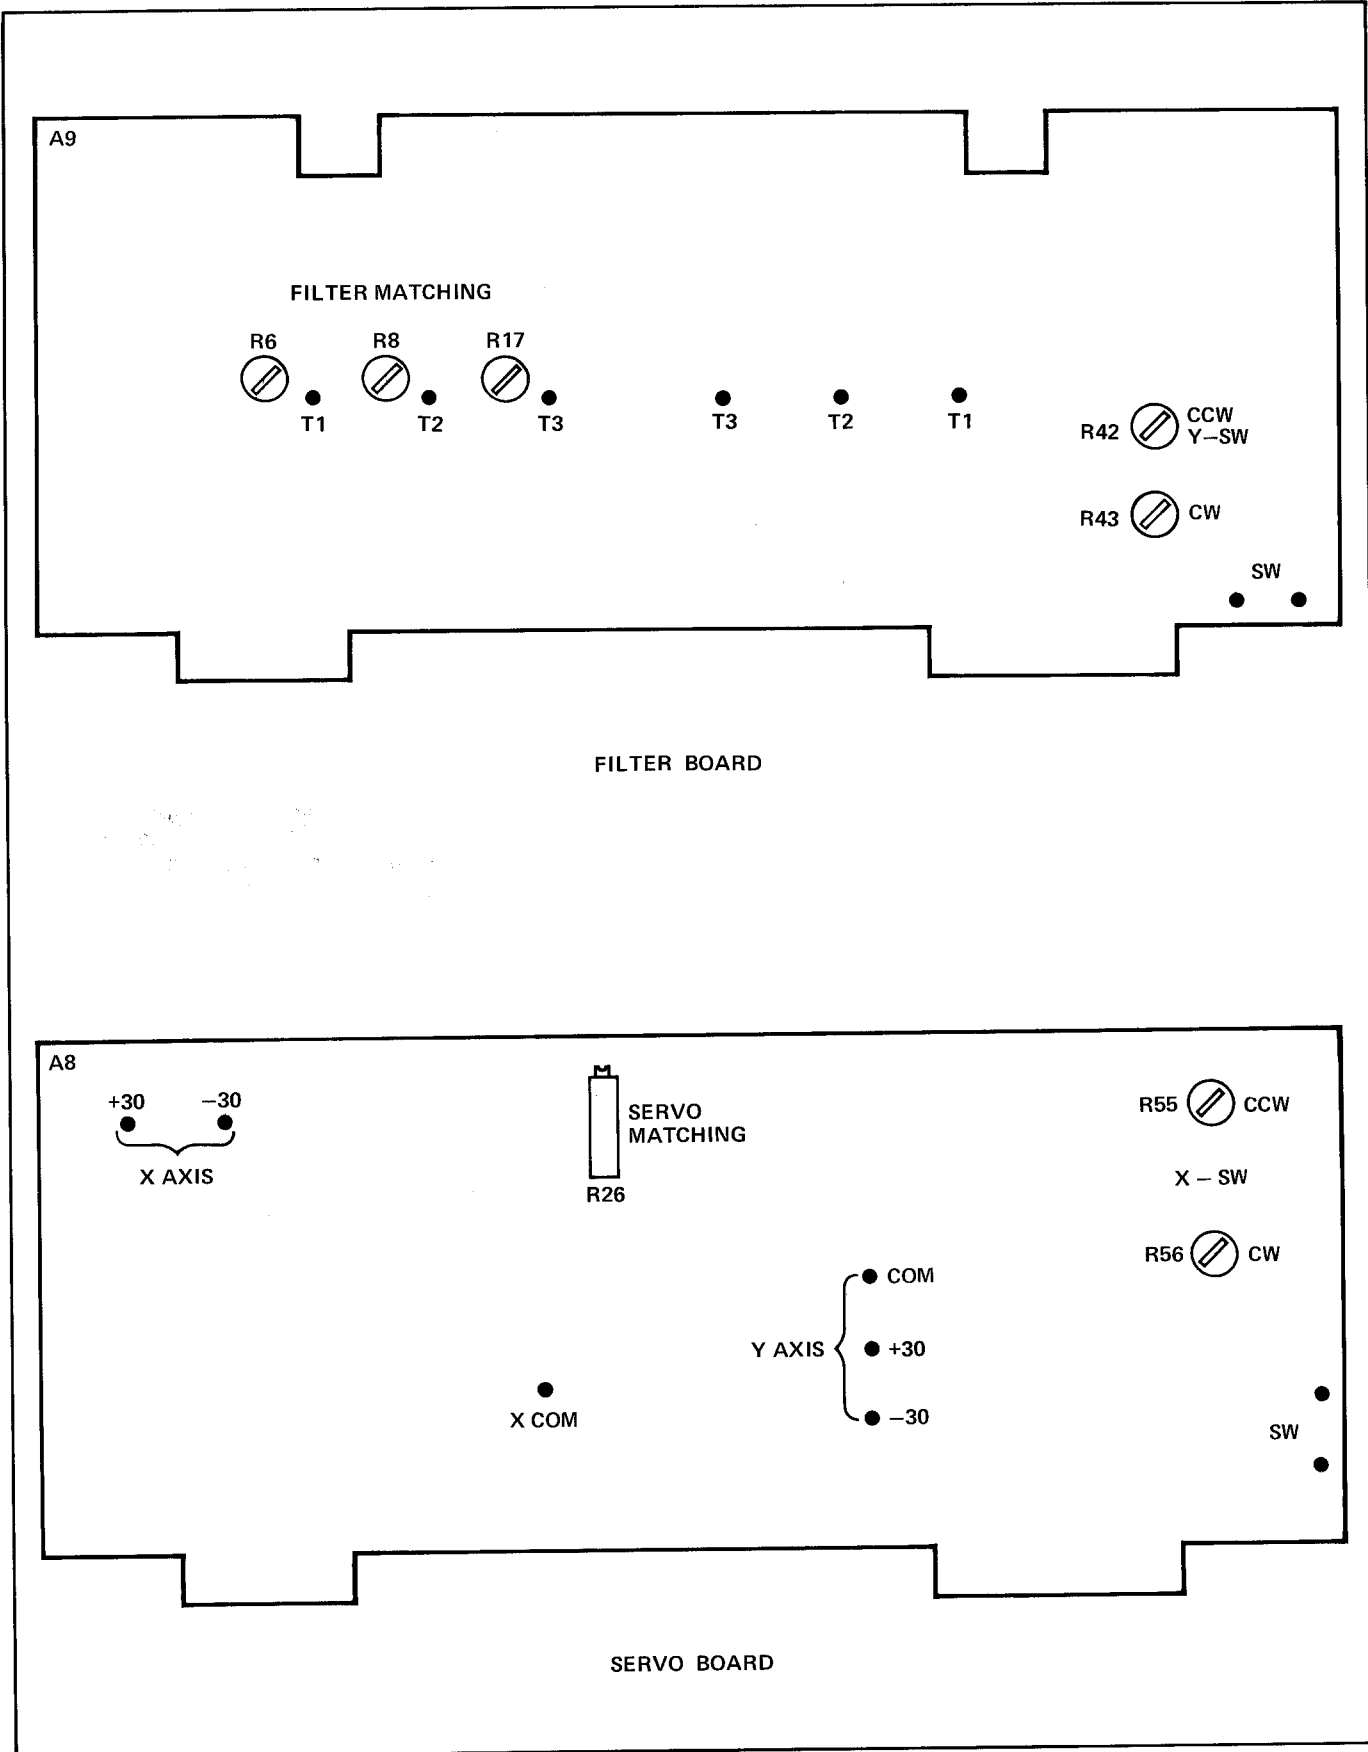 A9
FILTER MATCHING
R6 R8 R17
T1 T2 T3 T3 T2 T1
R42 CCW
Y–SW
R43 CW
SW
FILTER BOARD
A8
+30 –30
X AXIS
SERVO
MATCHING
R26
R55 CCW
X – SW
R56 CW
COM
Y AXIS +30
–30
X COM
SW
SERVO BOARD